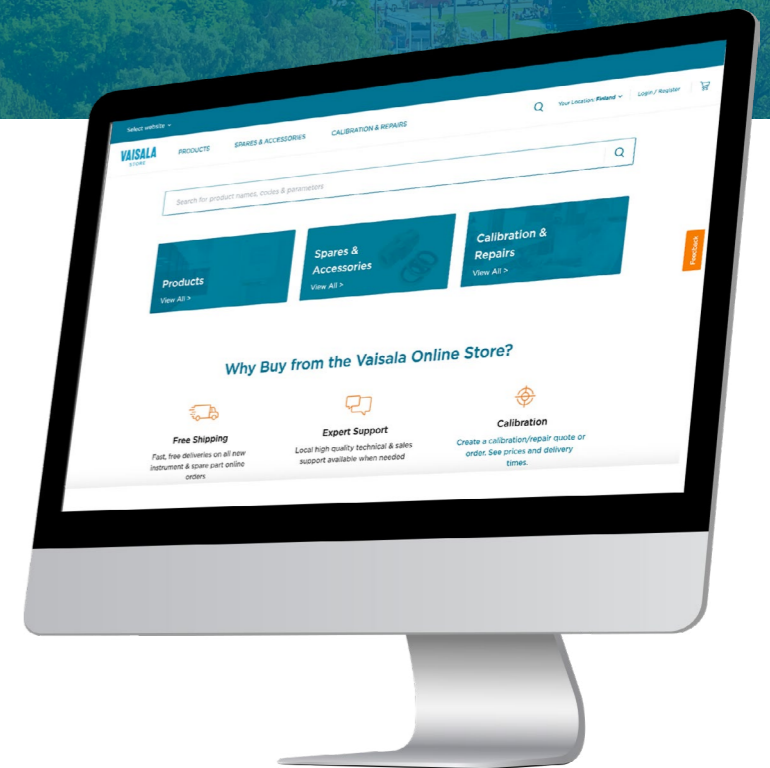 Select website
Your Location: Finland
Login / Register
VAISALA
STORE
PRODUCTS
SPARES & ACCESSORIES
CALIBRATION & REPAIRS
Search for product names, codes & parameters
Products
View All >
Spares &
Accessories
View All >
Calibration &
Repairs
View All >
Feedback
Why Buy from the Vaisala Online Store?
Free Shipping
Fast, free deliveries on all new
instrument & spare part online
orders
Expert Support
Local high quality technical & sales
support available when needed
Calibration
Create a calibration/repair quote or
order. See prices and delivery
times.